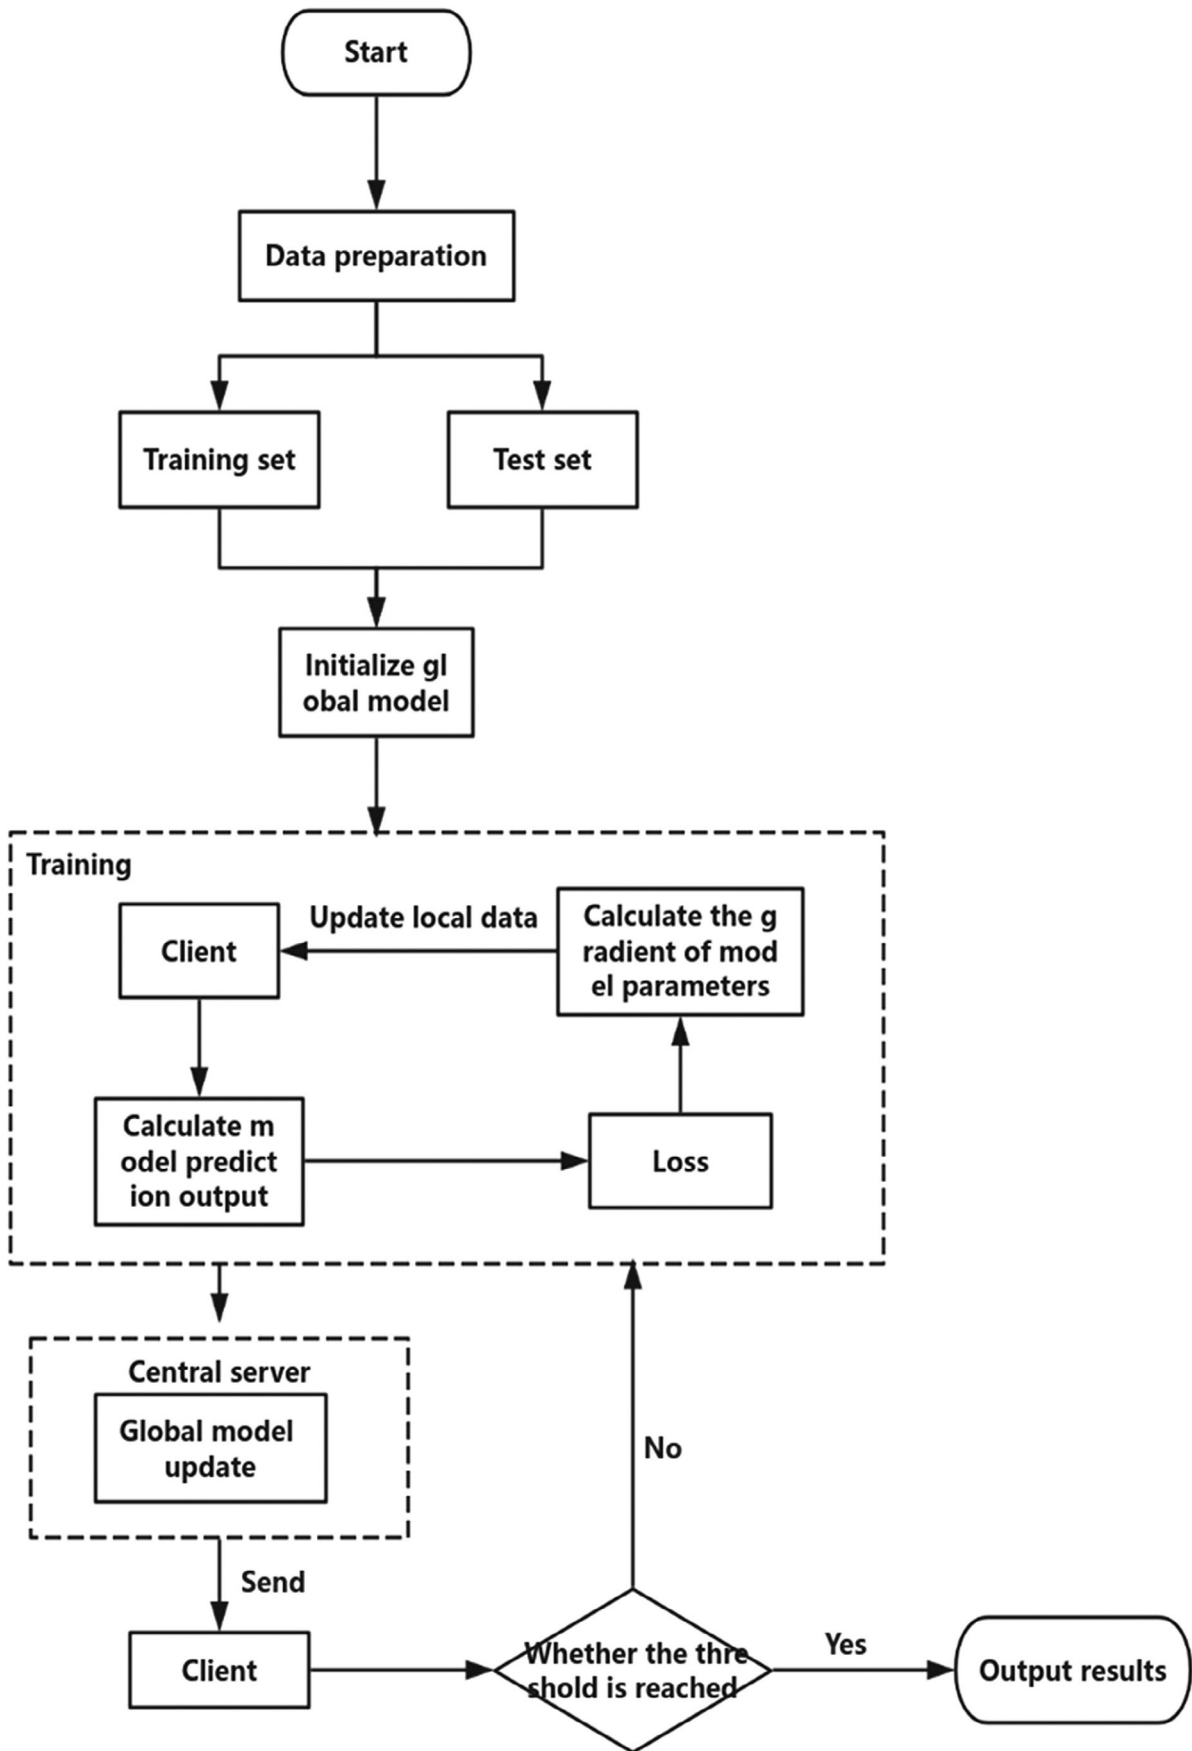 Start
Data preparation
Training set
Test set
Initialize gl
obal model
Training
Client
Update local data
Calculate the g
radient of mod
el parameters
Calculate m
odel predict
ion output
Loss
Central server
Global model
update
No
Send
Client
Whether the thre
shold is reached
Yes
Output results